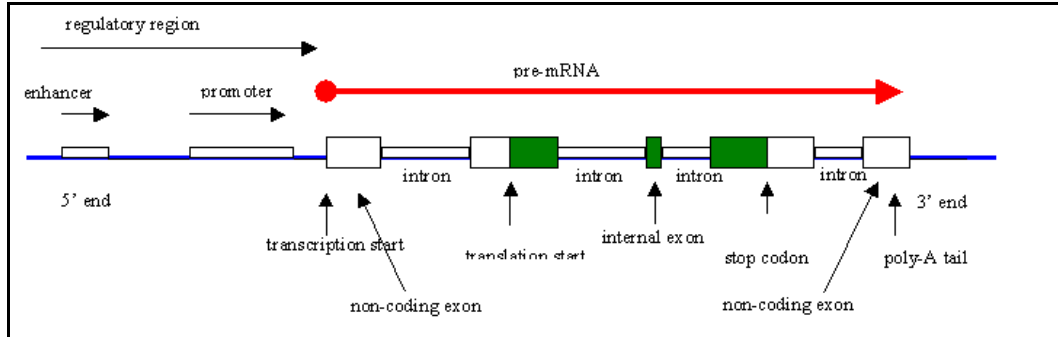 regulatory region
pre-mRNA
enhancer promoter
intron intron intron intron
5’ end 3’ end
transcription start translation start internal exon stop codon poly-A tail
non-coding exon non-coding exon